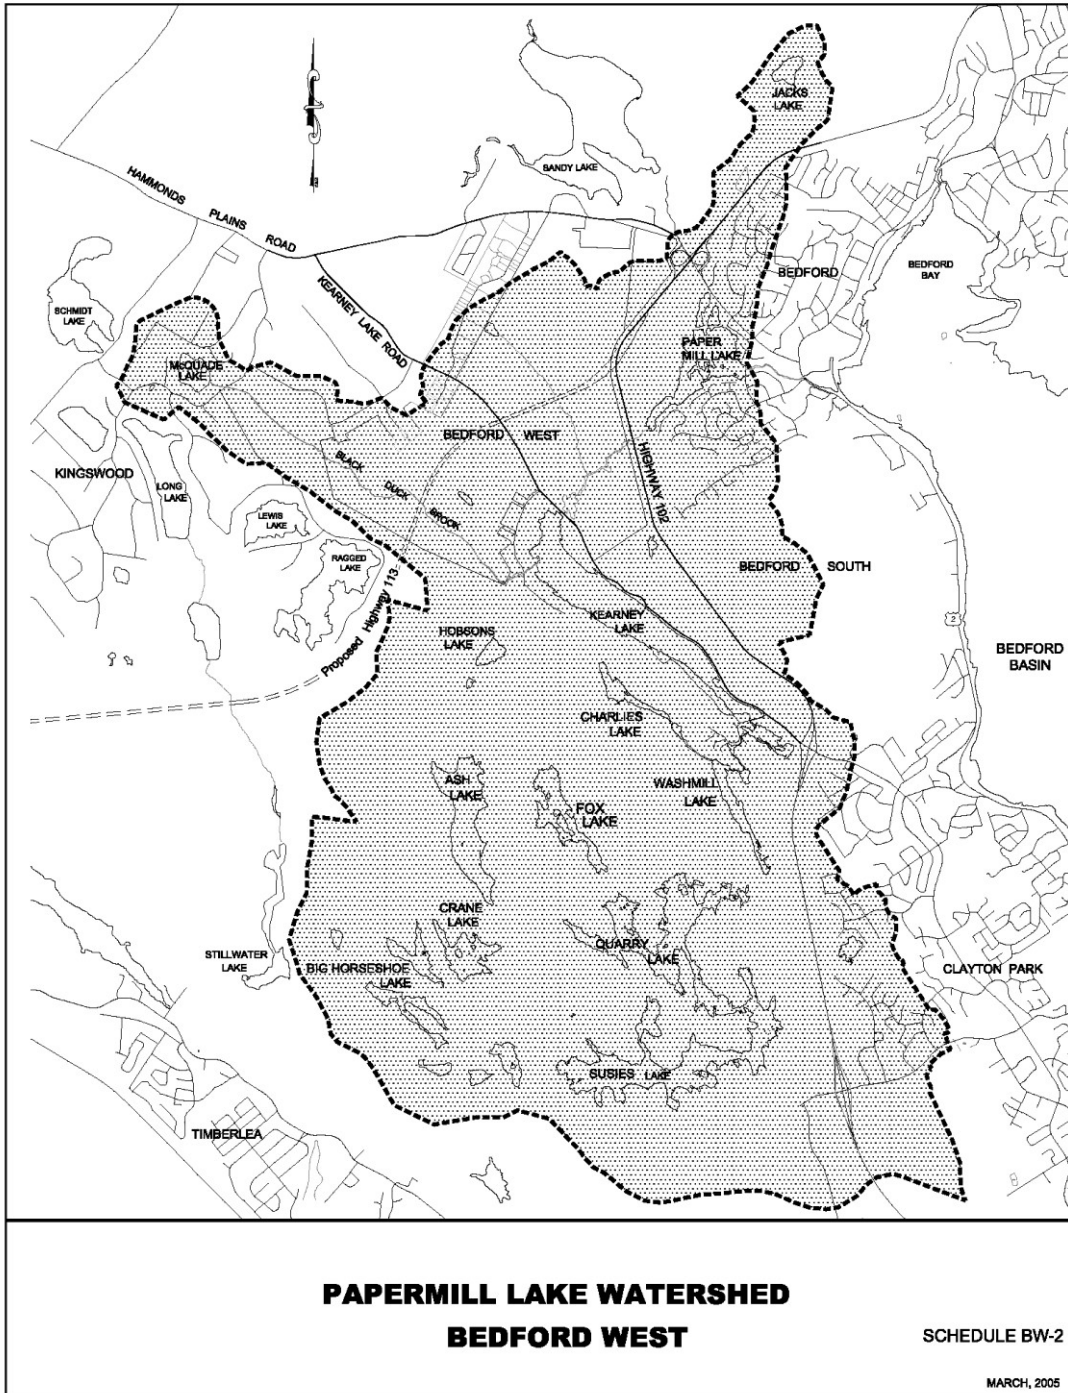 JACKS
LAKE
SANDY LAKE
HAMMONDS PLAINS ROAD
BEDFORD
BEDFORD
BAY
KEARNEY LAKE ROAD
SCHMIDT
LAKE
PAPER
MILL LAKE
McQUADE
LAKE
BEDFORD WEST
HIGHWAY 102
KINGSWOOD
BLACK DUCK BROOK
LONG
LAKE
LEWIS
LAKE
RAGGED
LAKE
BEDFORD SOUTH
Proposed Highway 113
KEARNEY
LAKE
2
HOBSONS
LAKE
BEDFORD
BASIN
CHARLIES
LAKE
ASH
LAKE
WASHMILL
LAKE
FOX
LAKE
CRANE
LAKE
QUARRY
LAKE
STILLWATER
LAKE
BIG HORSESHOE
LAKE
CLAYTON PARK
SUSIES LAKE
TIMBERLEA
PAPERMILL LAKE WATERSHED
BEDFORD WEST
SCHEDULE BW-2
MARCH, 2005